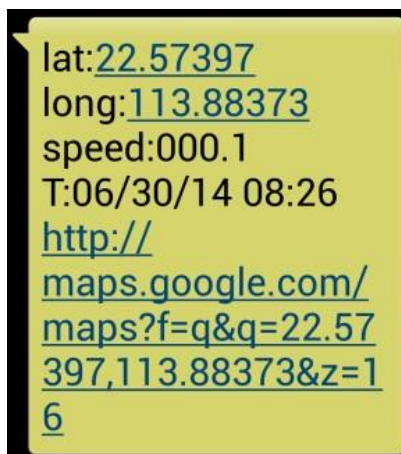 lat:22.57397
long:113.88373
speed:000.1
T:06/30/14 08:26
http://
maps.google.com/
maps?f=q&q=22.57
397,113.88373&z=1
6